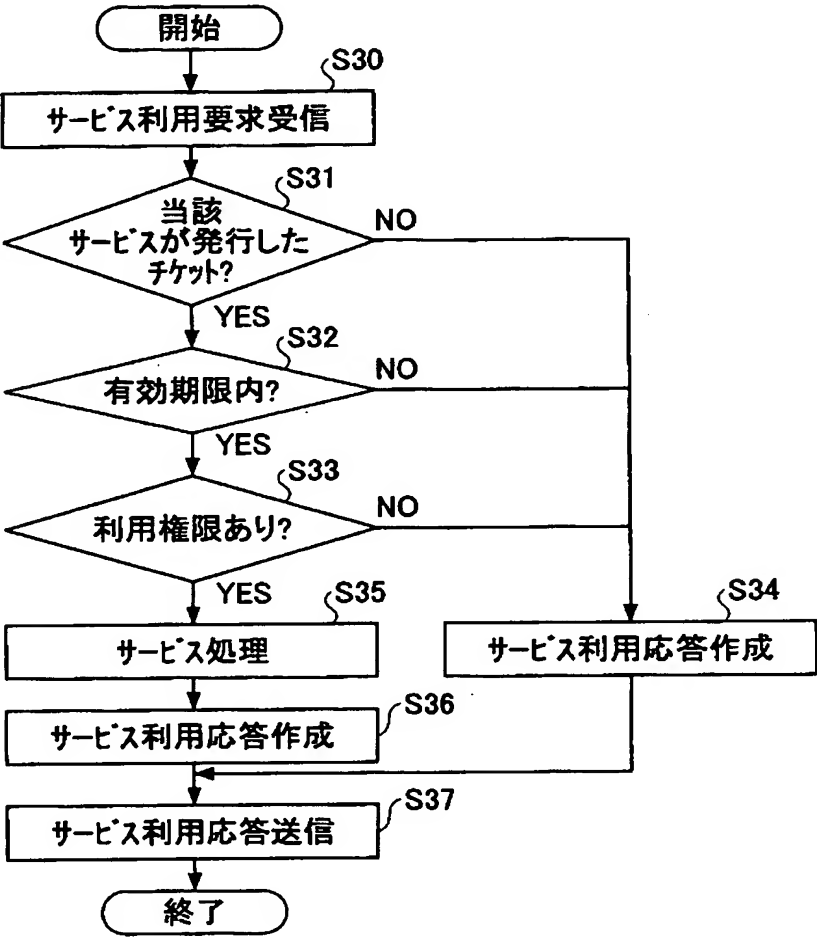 開始
S30
サービス利用要求受信
S31
当該
サービスが発行した
チケット?
NO
YES
S32
有効期限内?
NO
YES
S33
利用権限あり?
NO
YES
S35
サービス処理
S34
サービス利用応答作成
S36
サービス利用応答作成
S37
サービス利用応答送信
終了